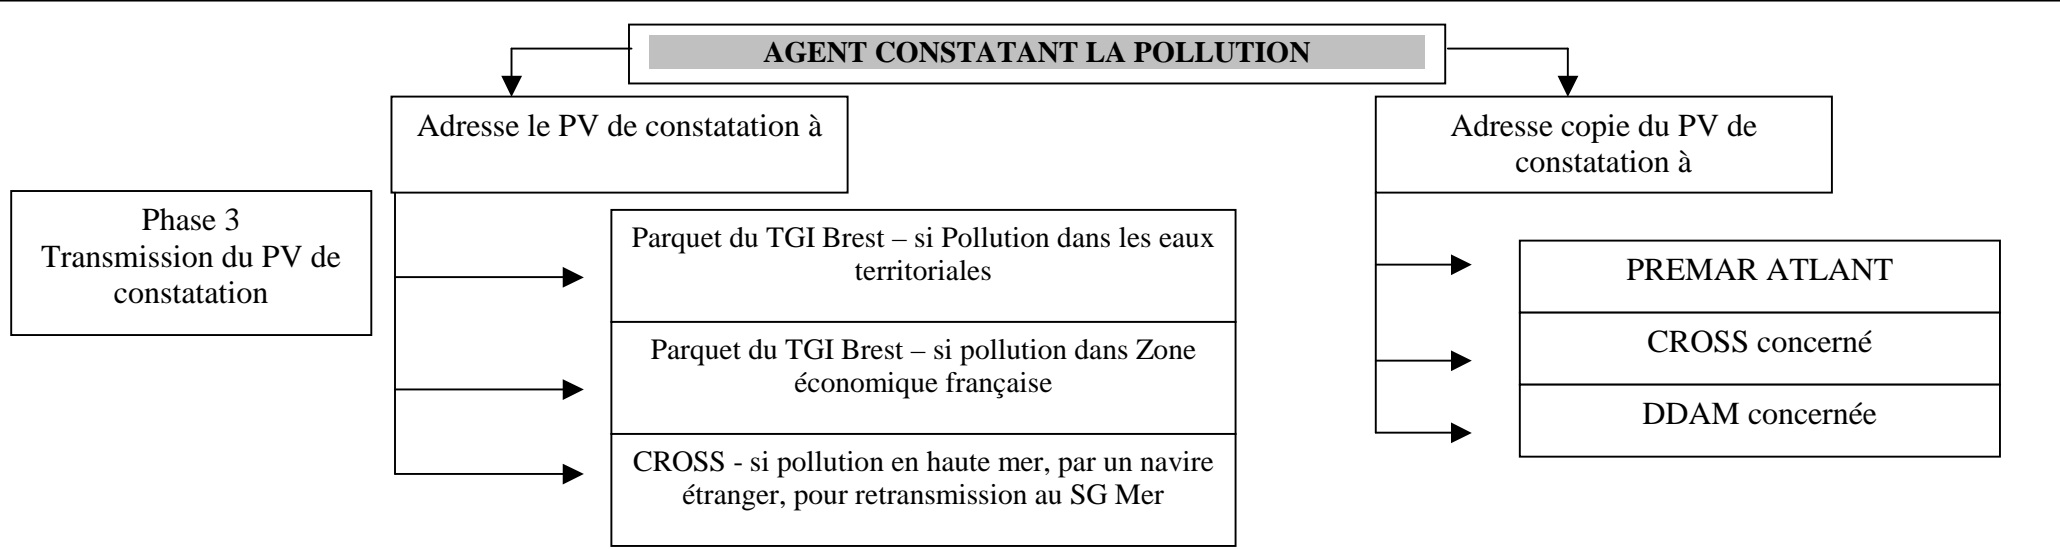 AGENT CONSTATANT LA POLLUTION
Adresse le PV de constatation à
Adresse copie du PV de
constatation à
Phase 3
Transmission du PV de
constatation
Parquet du TGI Brest – si Pollution dans les eaux
territoriales
Parquet du TGI Brest – si pollution dans Zone
économique française
CROSS - si pollution en haute mer, par un navire
étranger, pour retransmission au SG Mer
PREMAR ATLANT
CROSS concerné
DDAM concernée